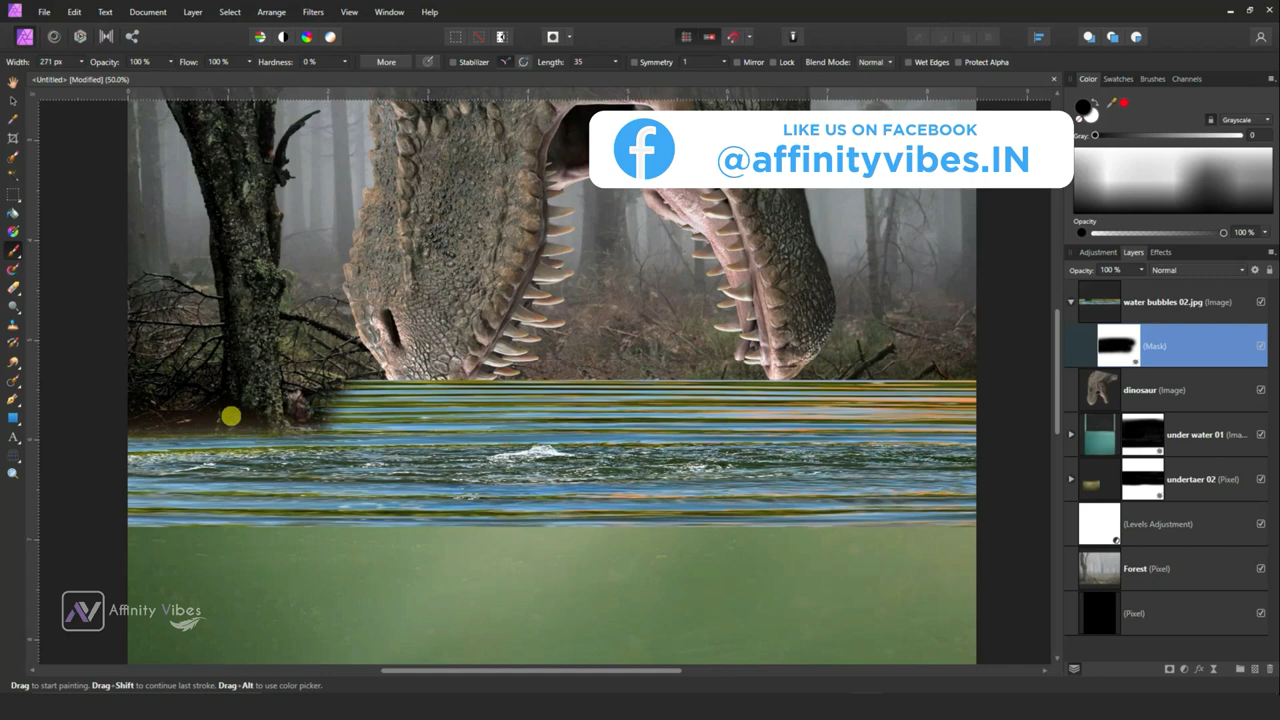 File Edit Text Document Layer Select Arrange Filters View Window Help
Width: 271 px Opacity: 100 % Flow: 100 % Hardness: 0 % More Stabilizer Length: 35 Symmetry 1 Mirror Lock Blend Mode: Normal Wet Edges Protect Alpha
<Untitled> [Modified] (50.0%)
Color Swatches Brushes Channels
Grayscale
Gray: 0
LIKE US ON FACEBOOK
@affinityvibes.IN
Opacity
100 %
Adjustment Layers Effects
Opacity: 100 % Normal
water bubbles 02.jpg (Image)
(Mask)
dinosaur (Image)
under water 01 (Ima...
undertaer 02 (Pixel)
(Levels Adjustment)
Forest (Pixel)
(Pixel)
AV Affinity Vibes
Drag to start painting. Drag+Shift to continue last stroke. Drag+Alt to use color picker.